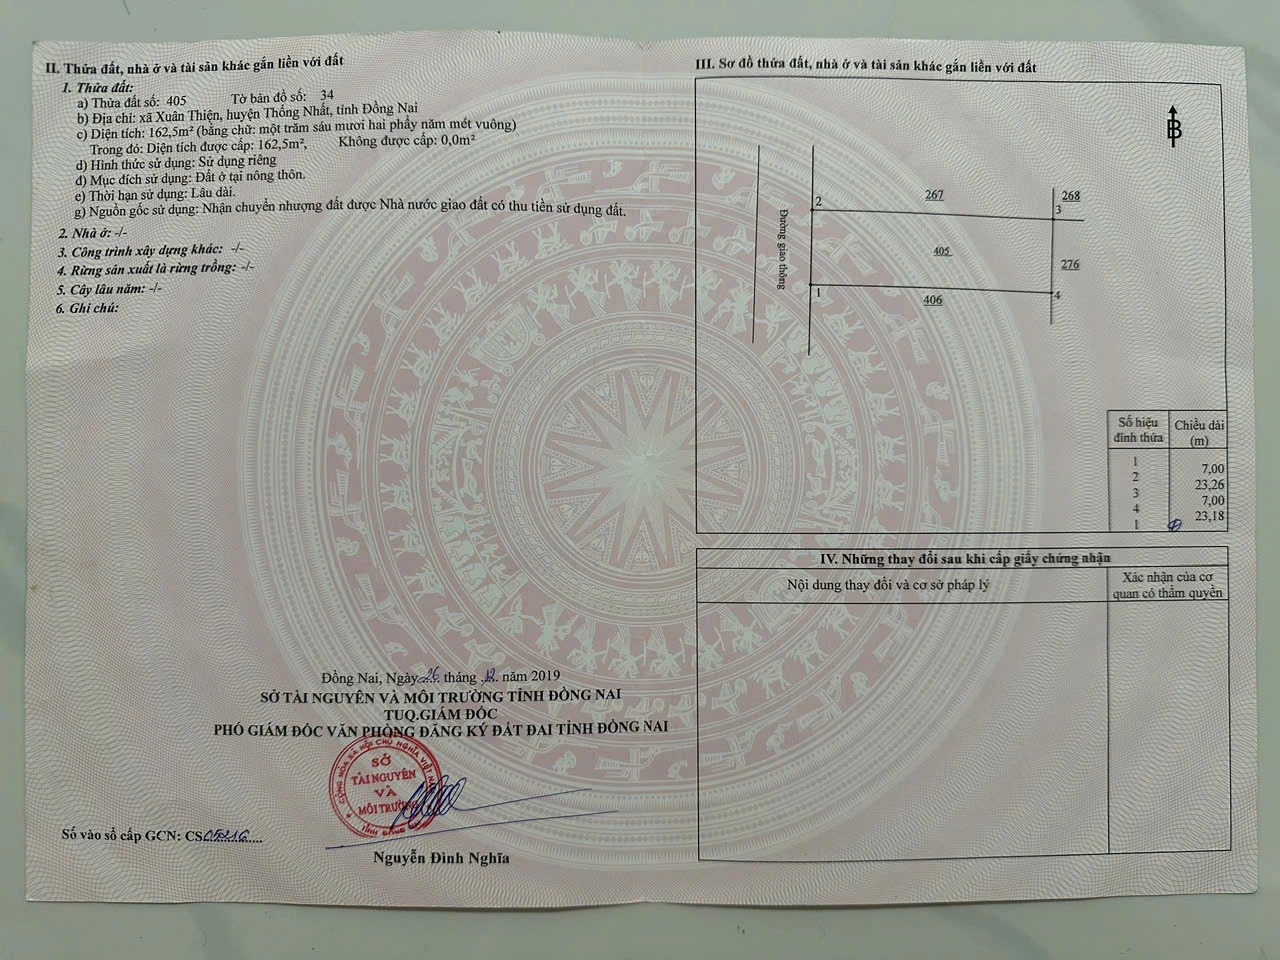 II. Thửa đất, nhà ở và tài sản khác gắn liền với đất
1. Thửa đất:
a) Thửa đất số: 405 Tờ bản đồ số: 34
b) Địa chỉ: xã Xuân Thiện, huyện Thống Nhất, tỉnh Đồng Nai
c) Diện tích: 162,5m² (bằng chữ: một trăm sáu mươi hai phẩy năm mét vuông)
Trong đó: Diện tích được cấp: 162,5m², Không được cấp: 0,0m²
d) Hình thức sử dụng: Sử dụng riêng
đ) Mục đích sử dụng: Đất ở tại nông thôn.
e) Thời hạn sử dụng: Lâu dài.
g) Nguồn gốc sử dụng: Nhận chuyển nhượng đất được Nhà nước giao đất có thu tiền sử dụng đất.
2. Nhà ở: -/-
3. Công trình xây dựng khác: -/-
4. Rừng sản xuất là rừng trồng: -/-
5. Cây lâu năm: -/-
6. Ghi chú:
Đồng Nai, Ngày 26 tháng 12 năm 2019
SỞ TÀI NGUYÊN VÀ MÔI TRƯỜNG TỈNH ĐỒNG NAI
TUQ.GIÁM ĐỐC
PHÓ GIÁM ĐỐC VĂN PHÒNG ĐĂNG KÝ ĐẤT ĐAI TỈNH ĐỒNG NAI
CỘNG HÒA XÃ HỘI CHỦ NGHĨA VIỆT NAM
SỞ
TÀI NGUYÊN
VÀ
MÔI TRƯỜNG
TỈNH ĐỒNG NAI
Số vào sổ cấp GCN: CS
Nguyễn Đình Nghĩa
III. Sơ đồ thửa đất, nhà ở và tài sản khác gắn liền với đất
B
2
267
268
3
Đường giao thông
405
276
1
406
4
Số hiệu đỉnh thửa
Chiều dài (m)
1
7,00
2
23,26
3
7,00
4
23,18
1
IV. Những thay đổi sau khi cấp giấy chứng nhận
Nội dung thay đổi và cơ sở pháp lý
Xác nhận của cơ
quan có thẩm quyền